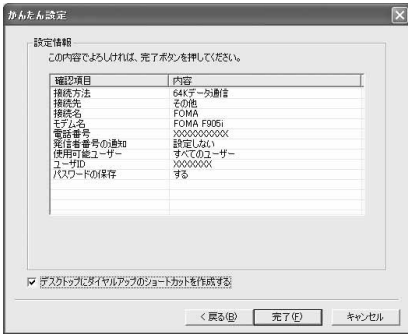 かんたん設定
設定情報
この内容でよろしければ、完了ボタンを押してください。
確認項目 内容
接続方法 64Kデータ通信
接続先 その他
接続名 FOMA
モデム名 FOMA F905i
電話番号 XXXXXXXXXX
発信者番号の通知 設定しない
使用可能ユーザー すべてのユーザー
ユーザID XXXXXXX
パスワードの保存 する
デスクトップにダイヤルアップのショートカットを作成する
< 戻る(B) 完了(F) キャンセル